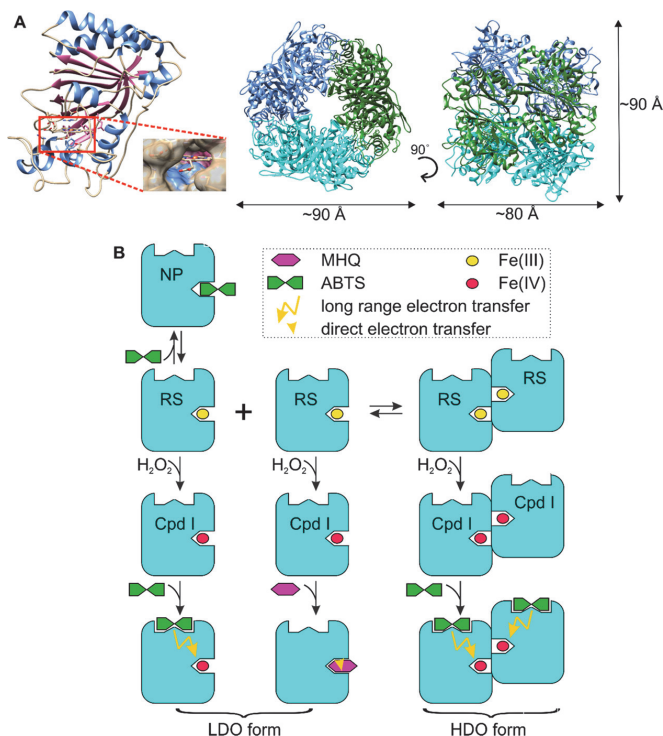 A
90°
~90 Å
~90 Å
~80 Å
B
NP
MHQ
ABTS
long range electron transfer
direct electron transfer
Fe(III)
Fe(IV)
RS
+
RS
RS
RS
H2O2
H2O2
H2O2
Cpd I
Cpd I
Cpd I
Cpd I
LDO form
HDO form